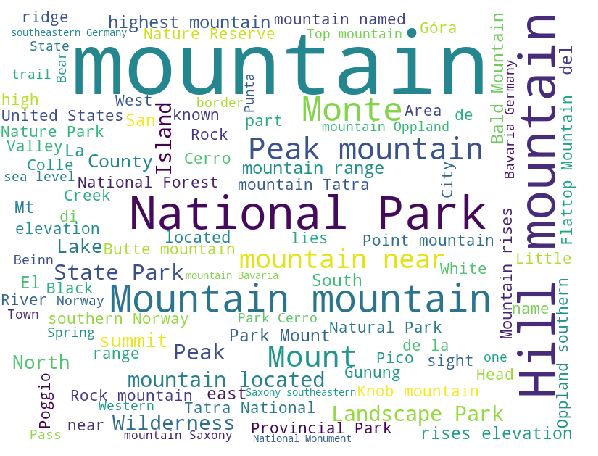 ridge
highest mountain
mountain named
southeastern Germany
Nature Reserve
Top mountain
Góra
State
Bear
mountain
trail
West
border
Punta
high
San
Monte
Area
de
United States
known
part
mountain Oppland
Nature Park
Rock
Valley
La
Island
Peak mountain
Colle
County
Cerro
mountain range
City
sea level
National Forest
mountain Tatra
Creek
Mt
di
National Park
elevation
located
lies
Point mountain
Beinn
Lake
Butte mountain
mountain near
White
El
State Park
mountain Bavaria
South
Black
River
Norway
Mountain mountain
Town
southern Norway
Park Cerro
Natural Park
Spring
summit
Park Mount
de la
North
range
Peak
Mount
Pico
sight
one
mountain located
Gunung
Head
Poggio
Rock mountain
east
Saxony southeastern
Knob mountain
Western
Tatra National
Landscape Park
near
Wilderness
Provincial Park
Pass
mountain Saxony
National Monument
rises elevation
Bald Mountain
Bavaria Germany
Hill mountain
del
Flattop Mountain
Little
Mountain rises
name
Oppland southern